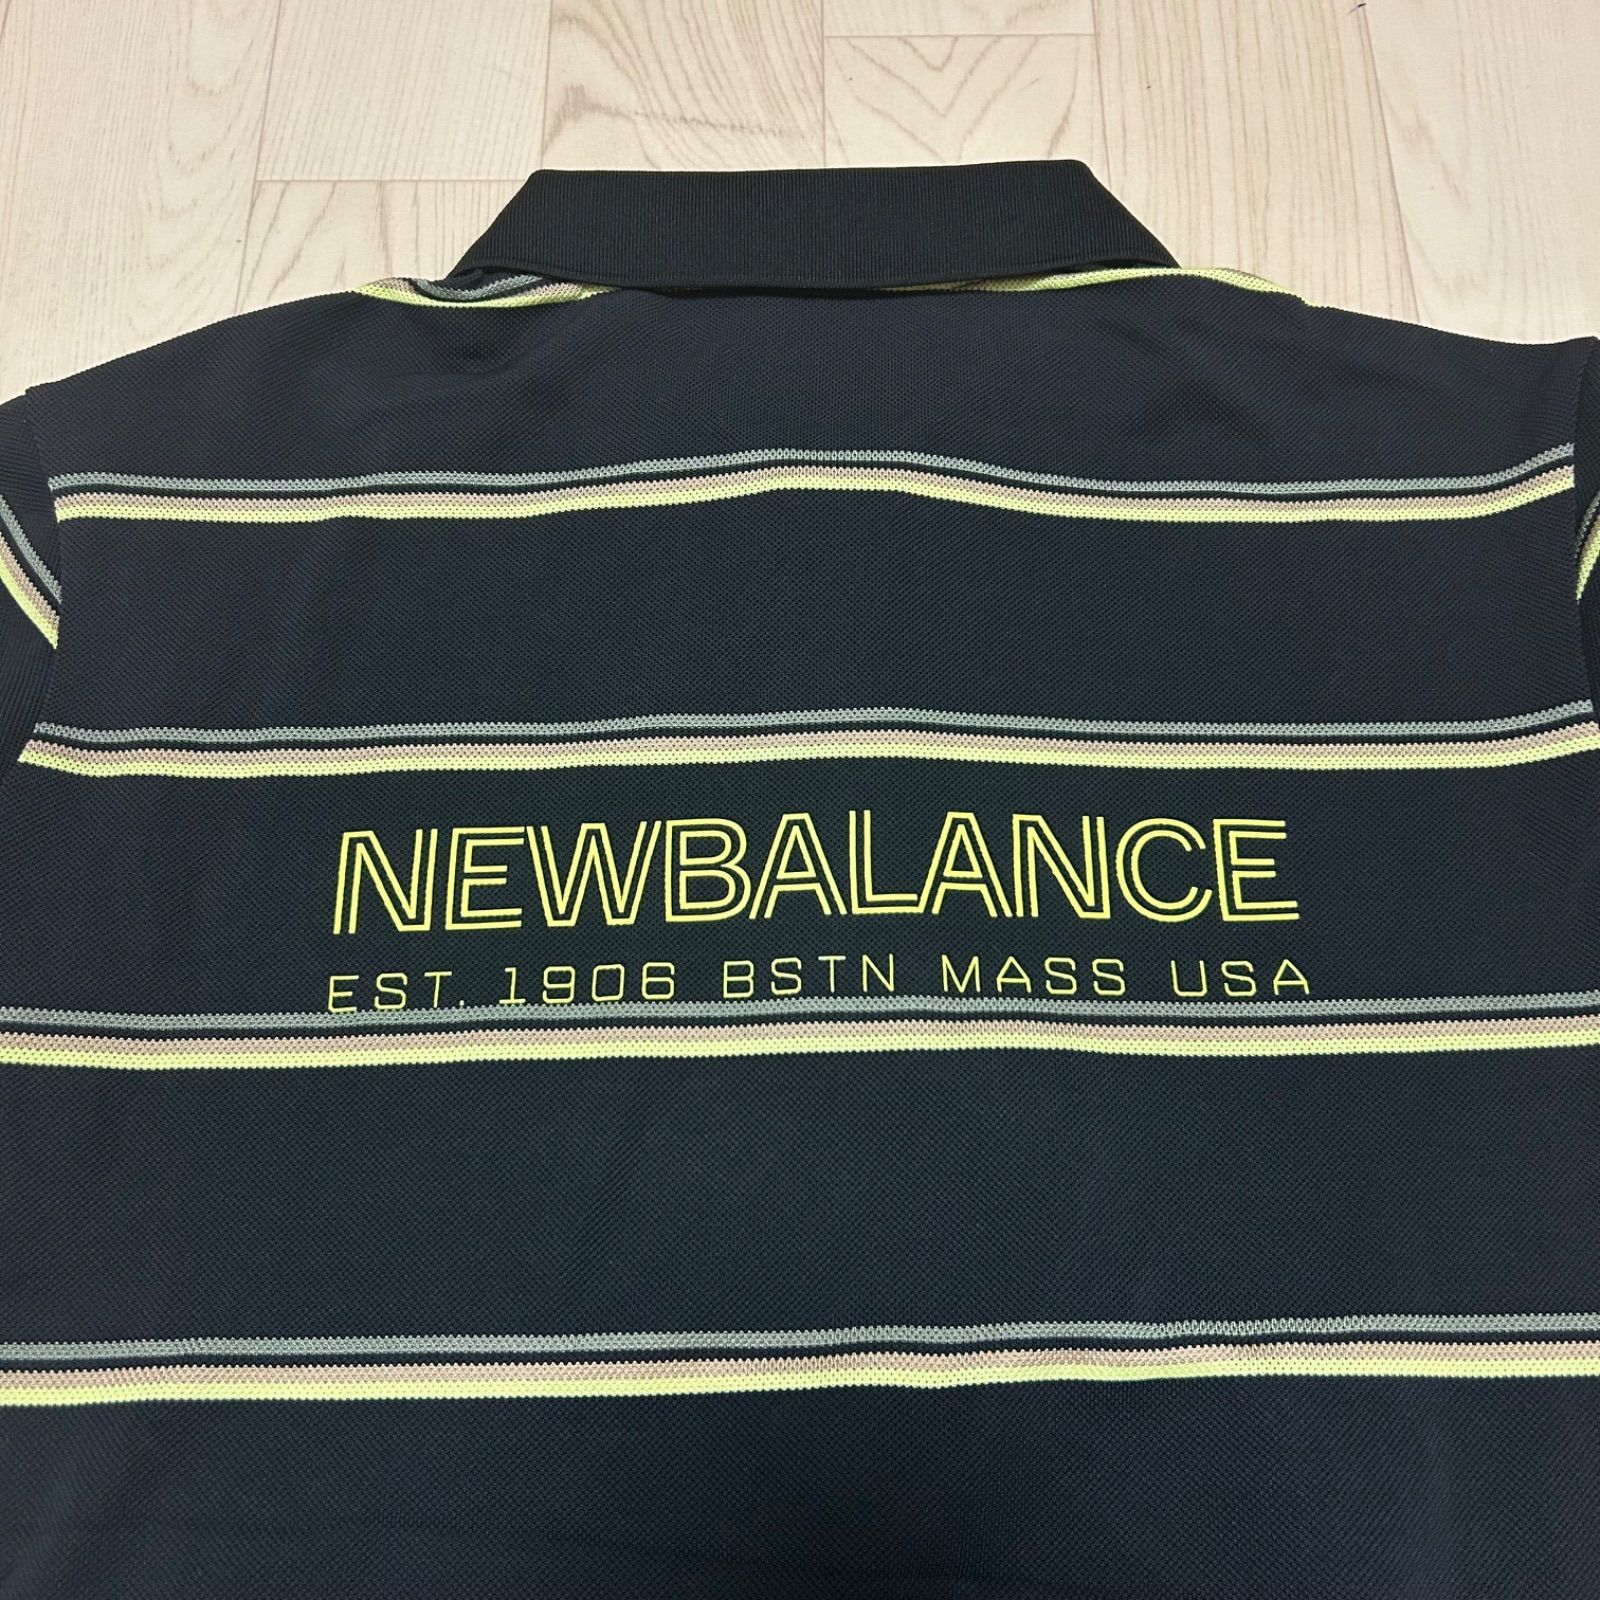 NEWBALANCE
EST. 1906 BSTN MASS USA